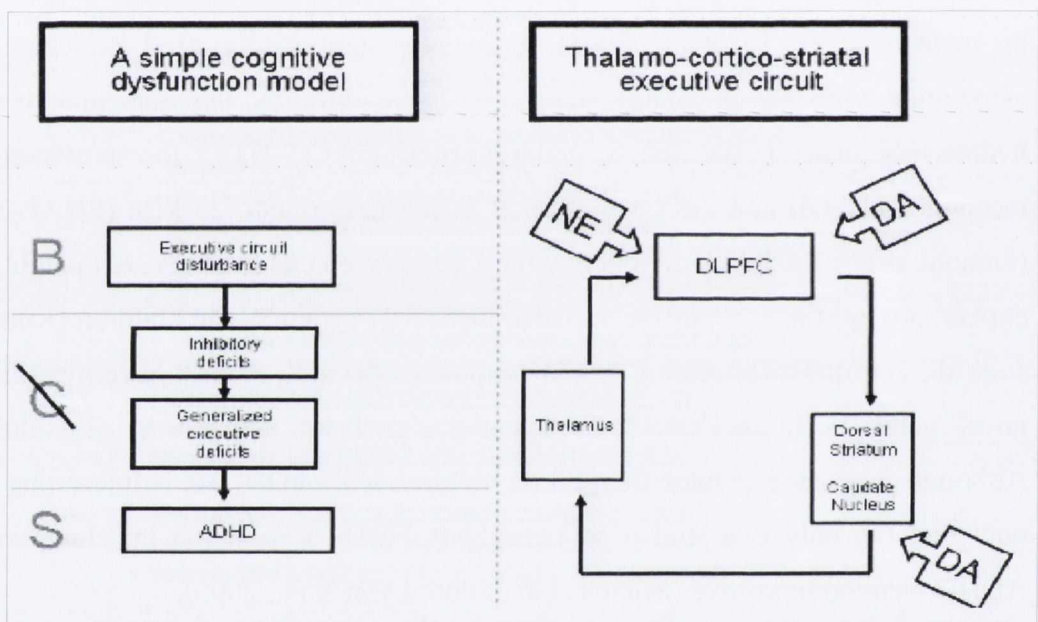 A simple cognitive
dysfunction model
B
Executive circuit
disturbance
Inhibitory
deficits
C
Generalized
executive
deficits
S
ADHD
Thalamo-cortico-striatal
executive circuit
NE
DA
DLPFC
Thalamus
Dorsal
Striatum
Caudate
Nucleus
DA